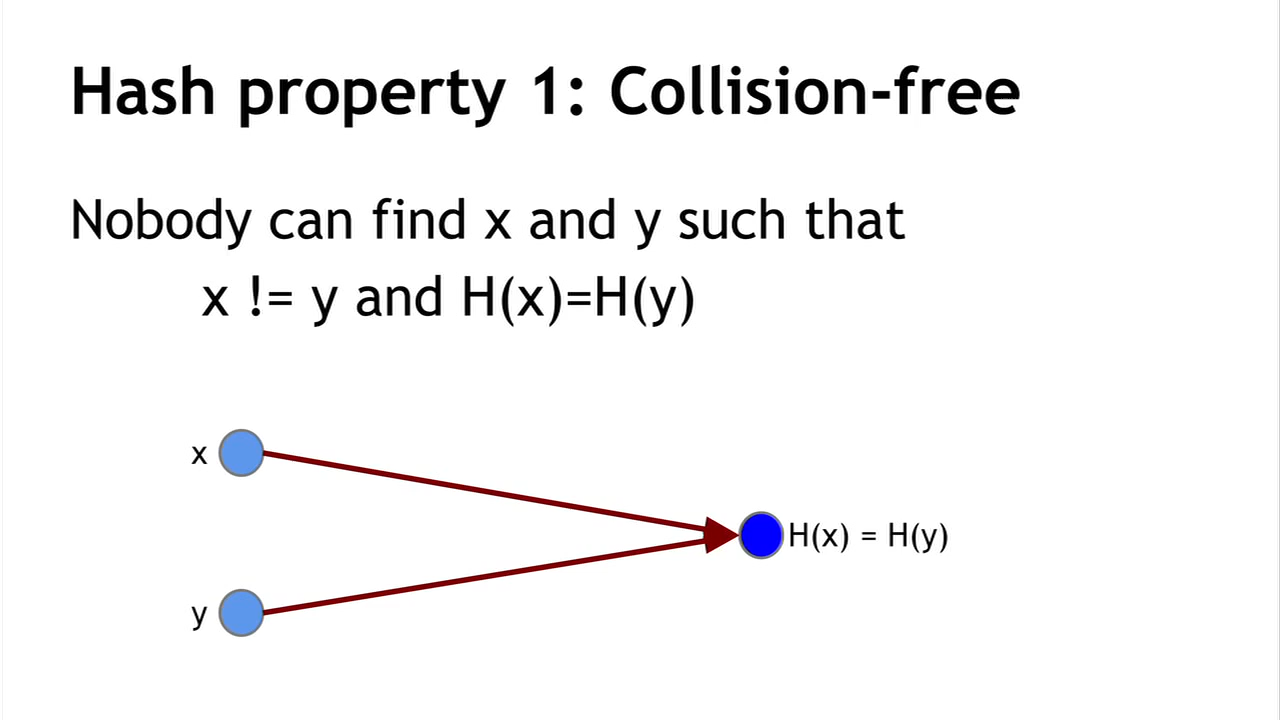 Hash property 1: Collision-free
Nobody can find x and y such that
x != y and H(x)=H(y)
x
H(x) = H(y)
y